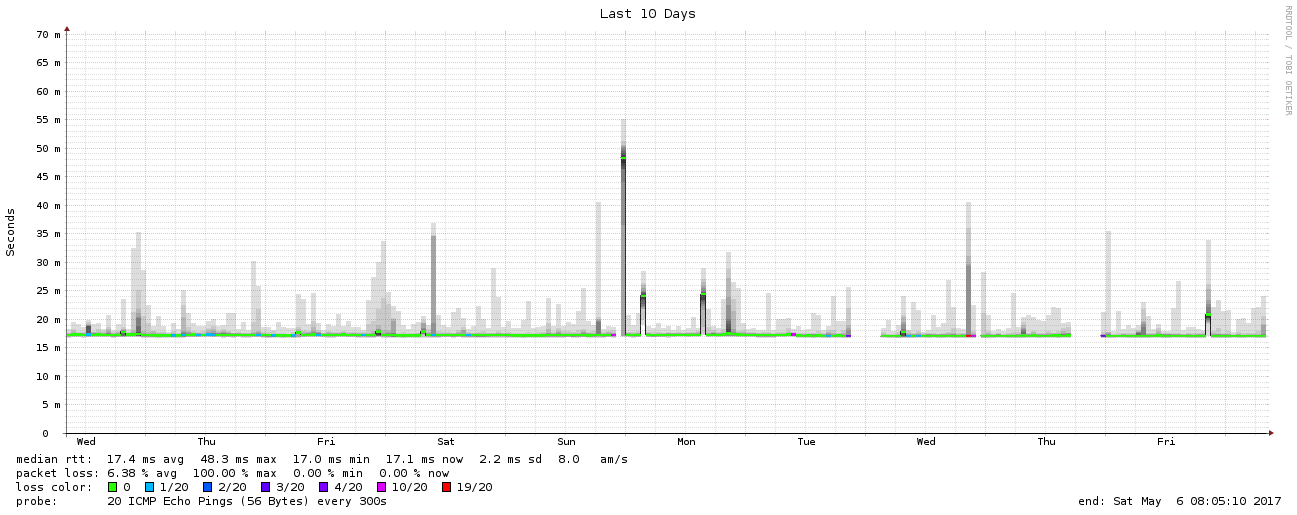 Last 10 Days
RRDTOOL / TOBI OETIKER
70 m
65 m
60 m
55 m
50 m
45 m
40 m
35 m
30 m
25 m
20 m
15 m
10 m
5 m
0
Seconds
Wed Thu Fri Sat Sun Mon Tue Wed Thu Fri
median rtt: 17.4 ms avg 48.3 ms max 17.0 ms min 17.1 ms now 2.2 ms sd 8.0 am/s
packet loss: 6.38 % avg 100.00 % max 0.00 % min 0.00 % now
loss color: 0 1/20 2/20 3/20 4/20 10/20 19/20
probe: 20 ICMP Echo Pings (56 Bytes) every 300s end: Sat May 6 08:05:10 2017